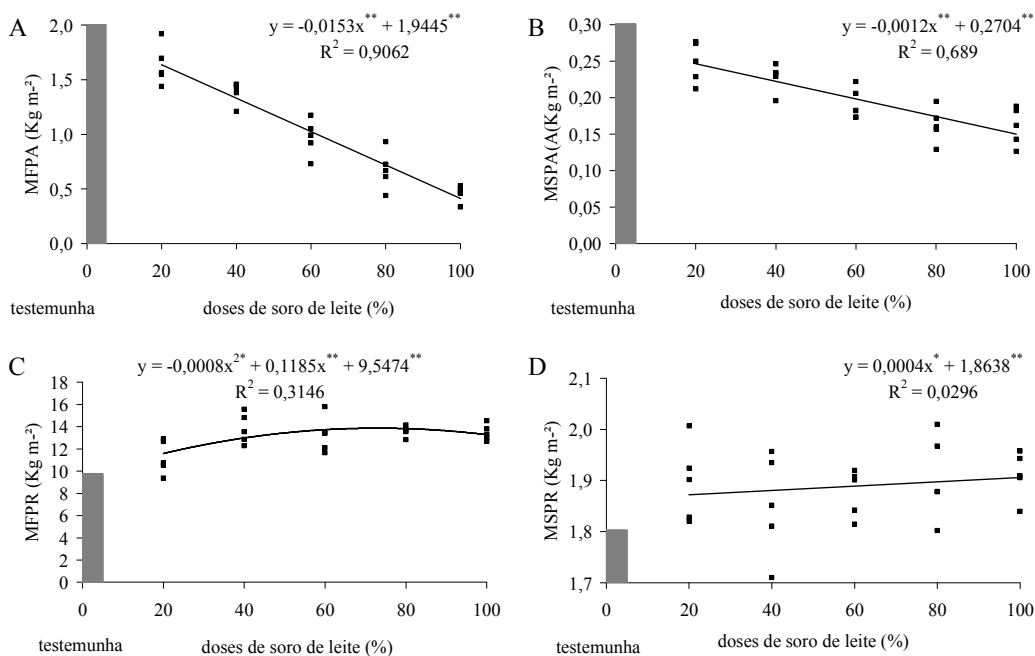 A
y = -0,0153x** + 1,9445**
R² = 0,9062
MFPA (Kg m-²)
2,0
1,5
1,0
0,5
0,0
0 20 40 60 80 100
testemunha doses de soro de leite (%)
B
y = -0,0012x** + 0,2704**
R² = 0,689
MSPA(A(Kg m-²)
0,30
0,25
0,20
0,15
0,10
0,05
0,00
0 20 40 60 80 100
testemunha doses de soro de leite (%)
C
y = -0,0008x²* + 0,1185x** + 9,5474**
R² = 0,3146
MFPR (Kg m-²)
18
16
14
12
10
8
6
4
2
0
0 20 40 60 80 100
testemunha doses de soro de leite (%)
D
y = 0,0004x* + 1,8638**
R² = 0,0296
MSPR (Kg m-²)
2,1
2,0
1,9
1,8
1,7
0 20 40 60 80 100
testemunha doses de soro de leite (%)